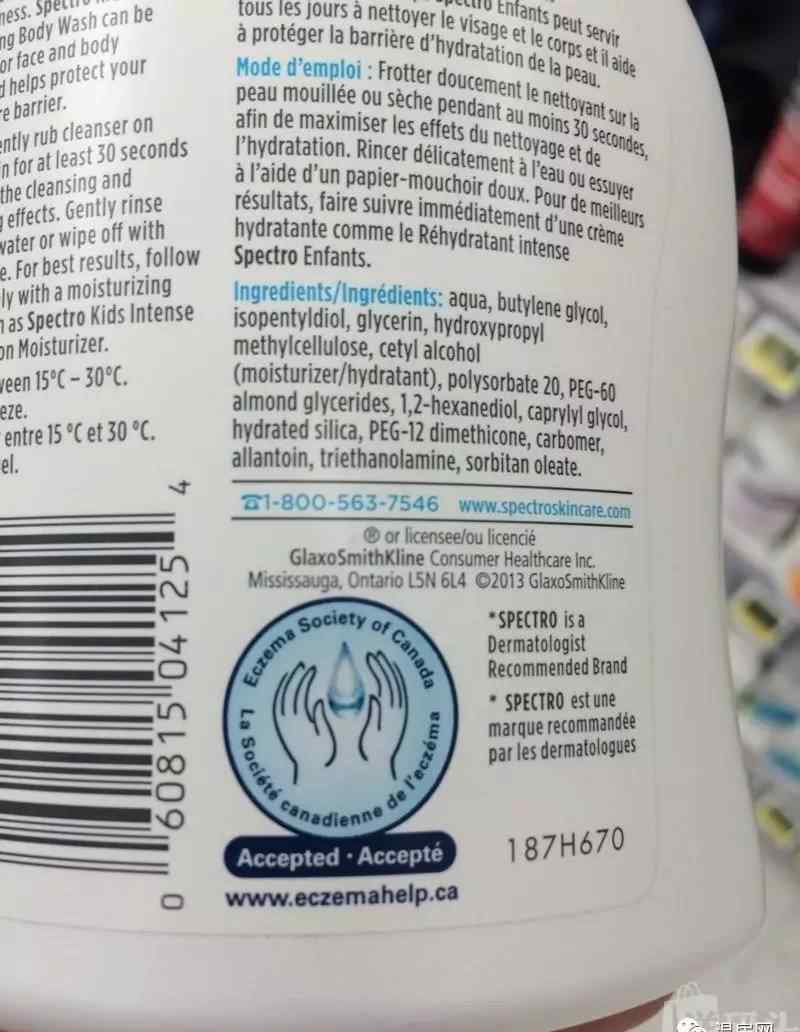 ness.
ng Body Wash can be
or face and body
d helps protect your
re barrier.
ently rub cleanser on
n for at least 30 seconds
the cleansing and
g effects. Gently rinse
water or wipe off with
e. For best results, follow
ly with a moisturizing
h as Spectro Kids Intense
on Moisturizer.
ween 15°C – 30°C.
eze.
entre 15 °C et 30 °C.
el.
Enfants peut servir
tous les jours à nettoyer le visage et le corps et il aide
à protéger la barrière d'hydratation de la peau.
Mode d'emploi : Frotter doucement le nettoyant sur la
peau mouillée ou sèche pendant au moins 30 secondes,
afin de maximiser les effets du nettoyage et de
l'hydratation. Rincer délicatement à l'eau ou essuyer
à l'aide d'un papier-mouchoir doux. Pour de meilleurs
résultats, faire suivre immédiatement d'une crème
hydratante comme le Réhydratant intense
Spectro Enfants.
Ingredients/Ingrédients: aqua, butylene glycol,
isopentyldiol, glycerin, hydroxypropyl
methylcellulose, cetyl alcohol
(moisturizer/hydratant), polysorbate 20, PEG-60
almond glycerides, 1,2-hexanediol, caprylyl glycol,
hydrated silica, PEG-12 dimethicone, carbomer,
allantoin, triethanolamine, sorbitan oleate.
☎1-800-563-7546 www.spectroskincare.com
® or licensee/ou licencié
GlaxoSmithKline Consumer Healthcare Inc.
Mississauga, Ontario L5N 6L4 ©2013 GlaxoSmithKline
0 60815 04125 4
Eczema Society of Canada
La Société canadienne de l'eczéma
Accepted · Accepté
www.eczemahelp.ca
*SPECTRO is a
Dermatologist
Recommended Brand
* SPECTRO est une
marque recommandée
par les dermatologues
187H670